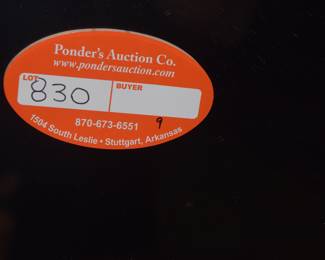 Ponder's Auction Co.
www.pondersauction.com
LOT
BUYER
830
870-673-6551
9
1504 South Leslie • Stuttgart, Arkansas